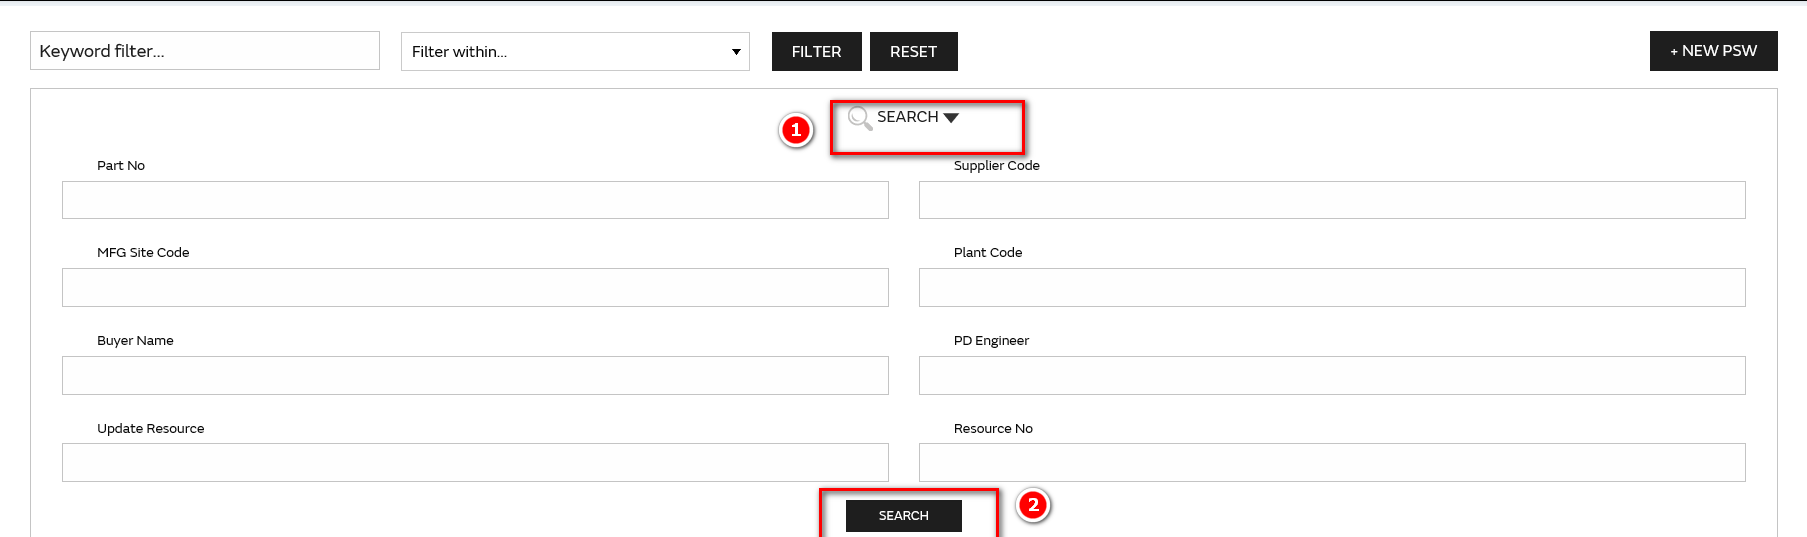 Keyword filter...
Filter within...
FILTER
RESET
+ NEW PSW
1
SEARCH
Part No
Supplier Code
MFG Site Code
Plant Code
Buyer Name
PD Engineer
Update Resource
Resource No
SEARCH
2